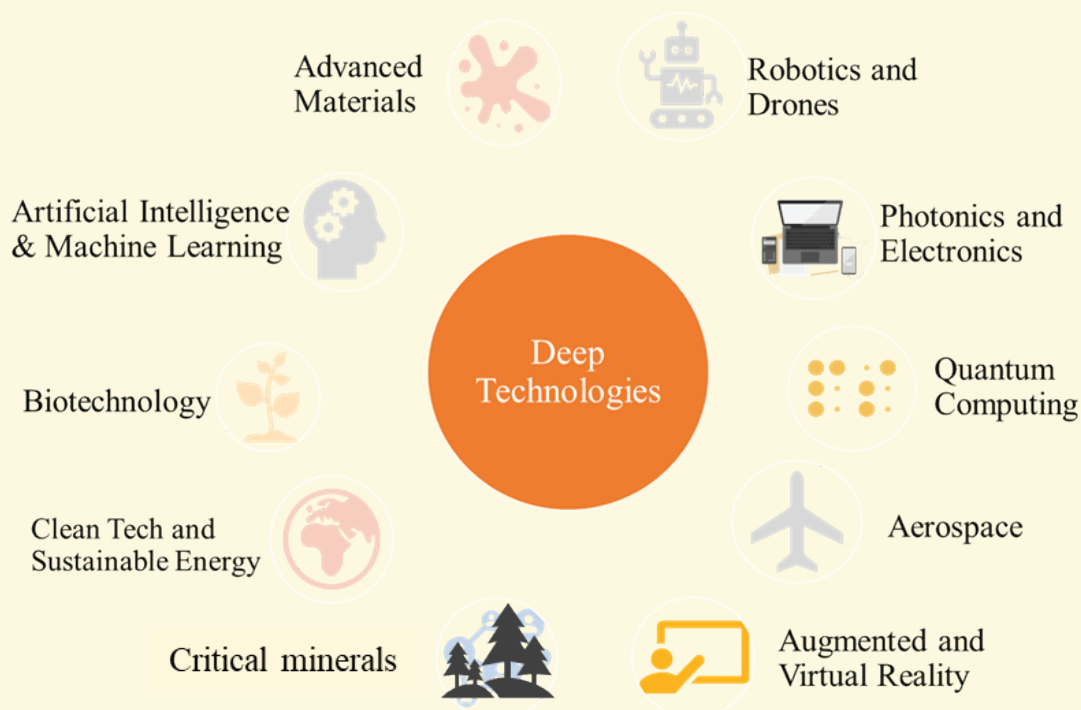 Advanced
Materials
Robotics and
Drones
Artificial Intelligence
& Machine Learning
Photonics and
Electronics
Deep
Technologies
Biotechnology
Quantum
Computing
Clean Tech and
Sustainable Energy
Aerospace
Critical minerals
Augmented and
Virtual Reality